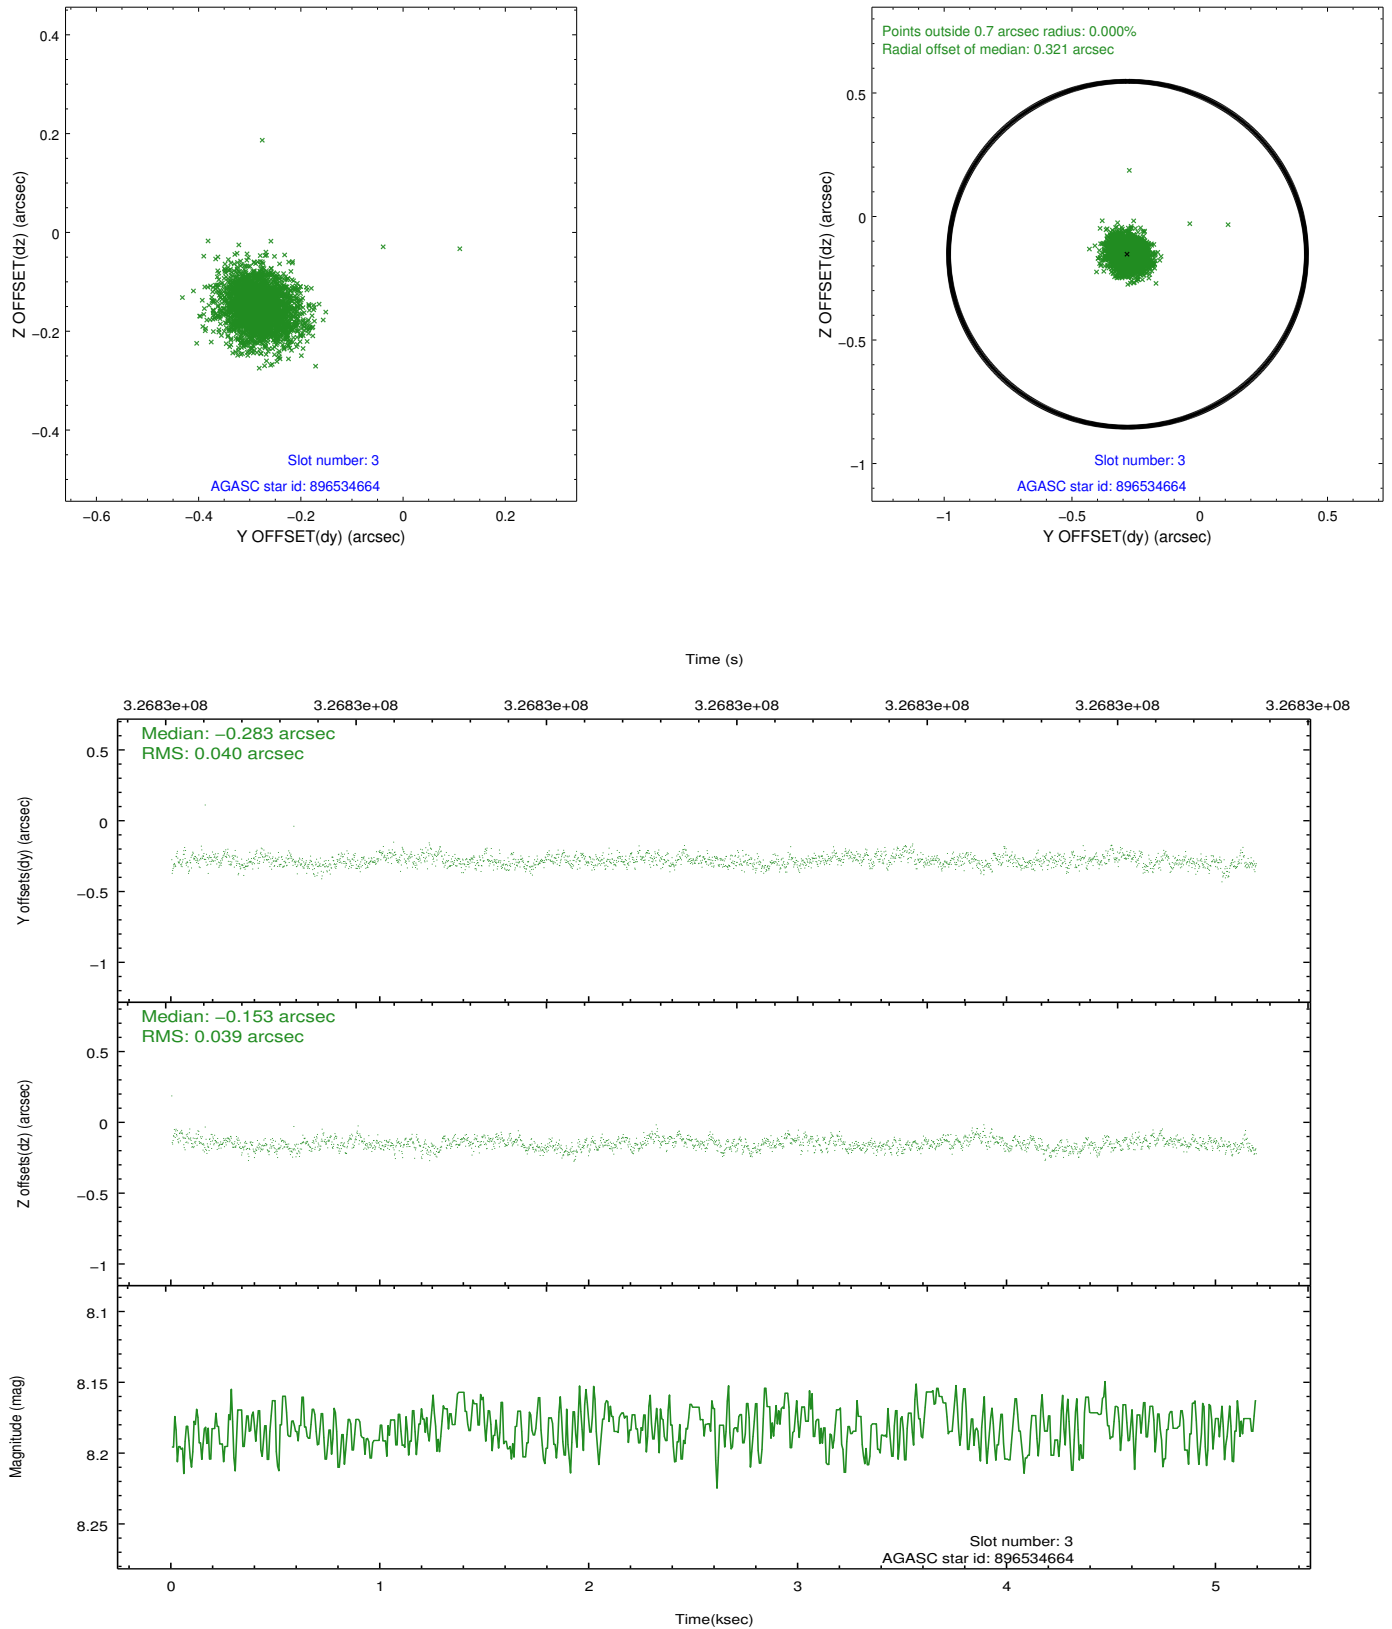 0.4
0.2
0
−0.2
−0.4
Z OFFSET(dz) (arcsec)
Slot number: 3
AGASC star id: 896534664
−0.6 −0.4 −0.2 0 0.2
Y OFFSET(dy) (arcsec)
Points outside 0.7 arcsec radius: 0.000%
Radial offset of median: 0.321 arcsec
0.5
0
−0.5
−1
Z OFFSET(dz) (arcsec)
Slot number: 3
AGASC star id: 896534664
−1 −0.5 0 0.5
Y OFFSET(dy) (arcsec)
Time (s)
3.2683e+08 3.2683e+08 3.2683e+08 3.2683e+08 3.2683e+08 3.2683e+08 3.2683e+08
Median: −0.283 arcsec
RMS: 0.040 arcsec
0.5
0
−0.5
−1
Y offsets(dy) (arcsec)
Median: −0.153 arcsec
RMS: 0.039 arcsec
0.5
0
−0.5
−1
Z offsets(dz) (arcsec)
8.1
8.15
8.2
8.25
Magnitude (mag)
Slot number: 3
AGASC star id: 896534664
0 1 2 3 4 5
Time(ksec)